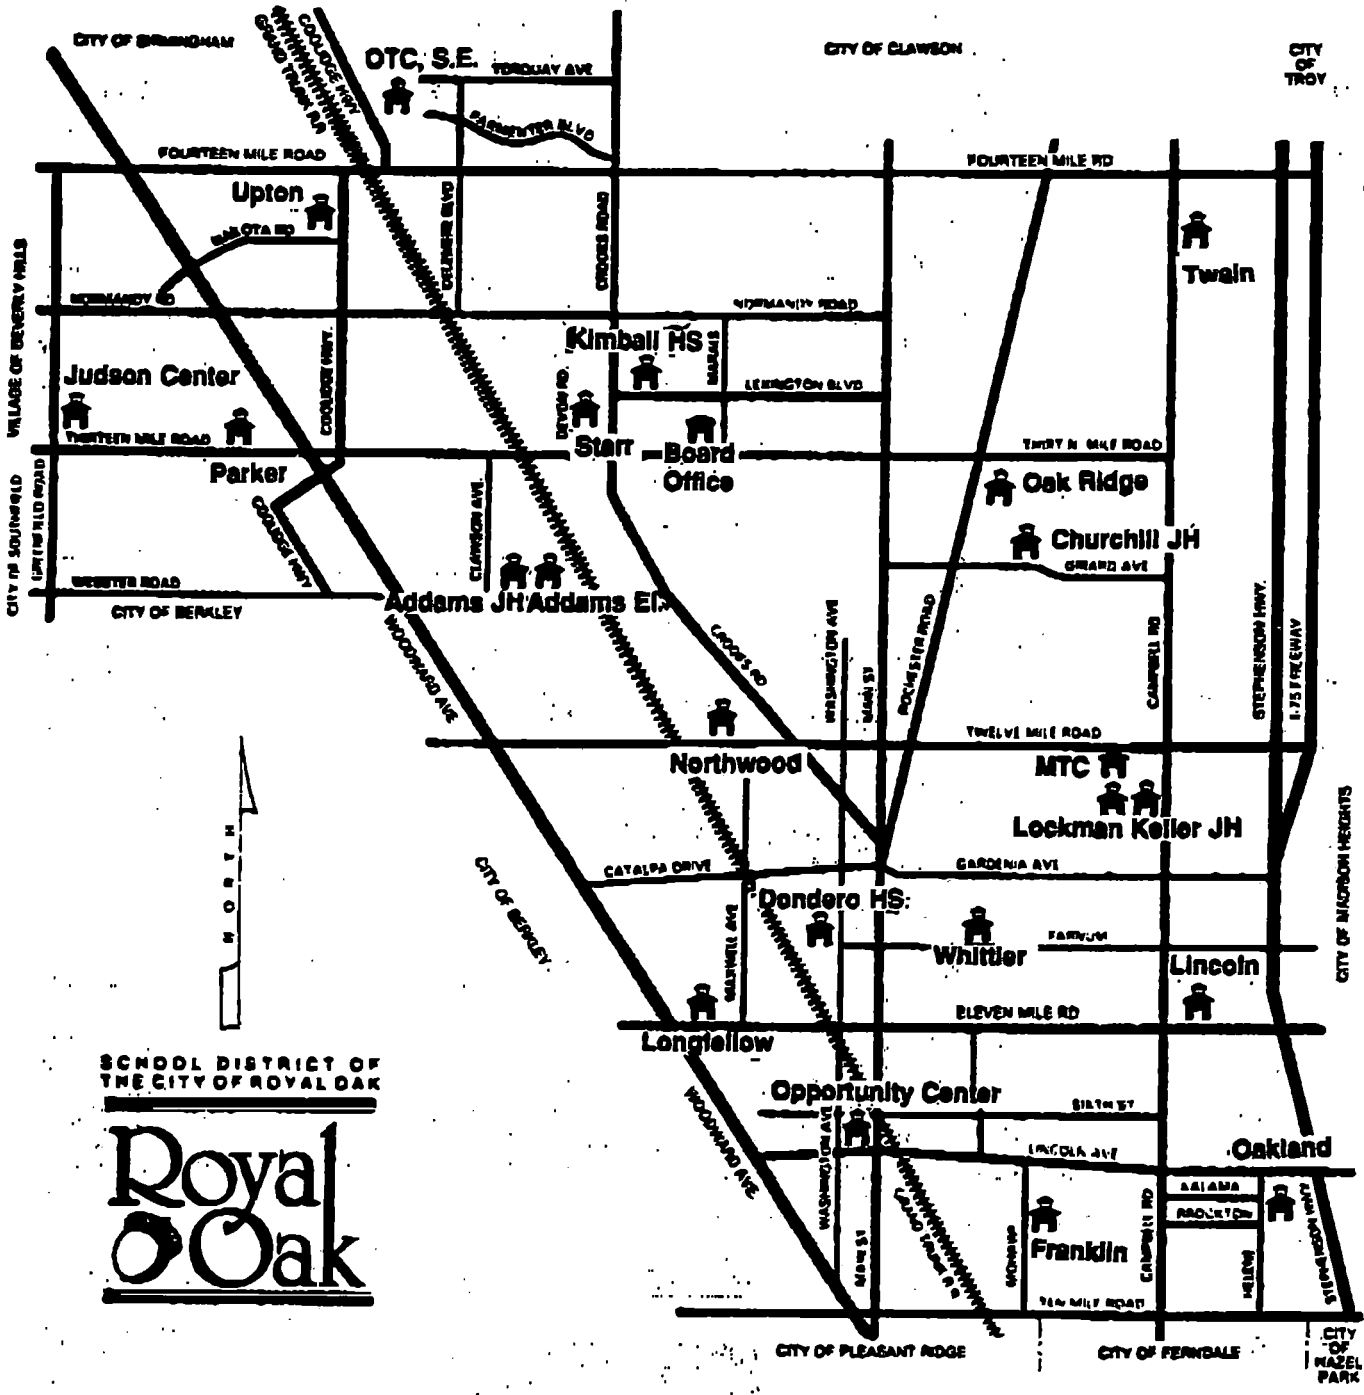 CITY OF BIRMINGHAM
GRAND TRUNK R.R
COOLIDGE HWY
OTC, S.E.
TORQUAY AVE
PARMENTER BLVD
CITY OF CLAWSON
CITY
OF
TROY
FOURTEEN MILE ROAD
FOURTEEN MILE RD
Upton
DELEMERE BLVD
CROOKS ROAD
Twain
VILLAGE OF BEVERLY HILLS
NORMANDY RD
NORMANDY ROAD
Kimball HS
Judson Center
COOLIDGE HWY.
DEVON RD.
LEXINGTON BLVD
THIRTEEN MILE ROAD
Starr
Board
Office
THIRT N MILE ROAD
Parker
Oak Ridge
CITY OF SOUTHFIELD
GREENFIELD ROAD
COOLIDGE HWY
CLAWSON AVE.
Churchill JH
GIRARD AVE
WEBSTER ROAD
CITY OF BERKLEY
Addams JH
Addams El.
WOODWARD AVE
CROOKS RD
WASHINGTON AVE
MAIN ST
ROCHESTER ROAD
CAMPBELL RD
STEPHENSON HWY.
I-75 FREEWAY
TWELVE MILE ROAD
Northwood
MTC
Lockman
Keller JH
NORTH
CITY OF BERKLEY
CATALPA DRIVE
GARDENIA AVE
CITY OF MADISON HEIGHTS
Dondero HS.
MAXWELL AVE
Whittier
FARNUM
Lincoln
ELEVEN MILE RD
Longfellow
SCHOOL DISTRICT OF
THE CITY OF ROYAL OAK
Royal
Oak
Opportunity Center
SIXTH ST
WOODWARD AVE
WASHINGTON AVE
LINCOLN AVE
Oakland
GRAND TRUNK R.R
KALAMA
BROCKTON
MAIN ST
MOHAWK
Franklin
CAMPBELL RD
HELENE
STEPHENSON HWY
TEN MILE ROAD
CITY OF PLEASANT RIDGE
CITY OF FERNDALE
CITY
OF
HAZEL
PARK